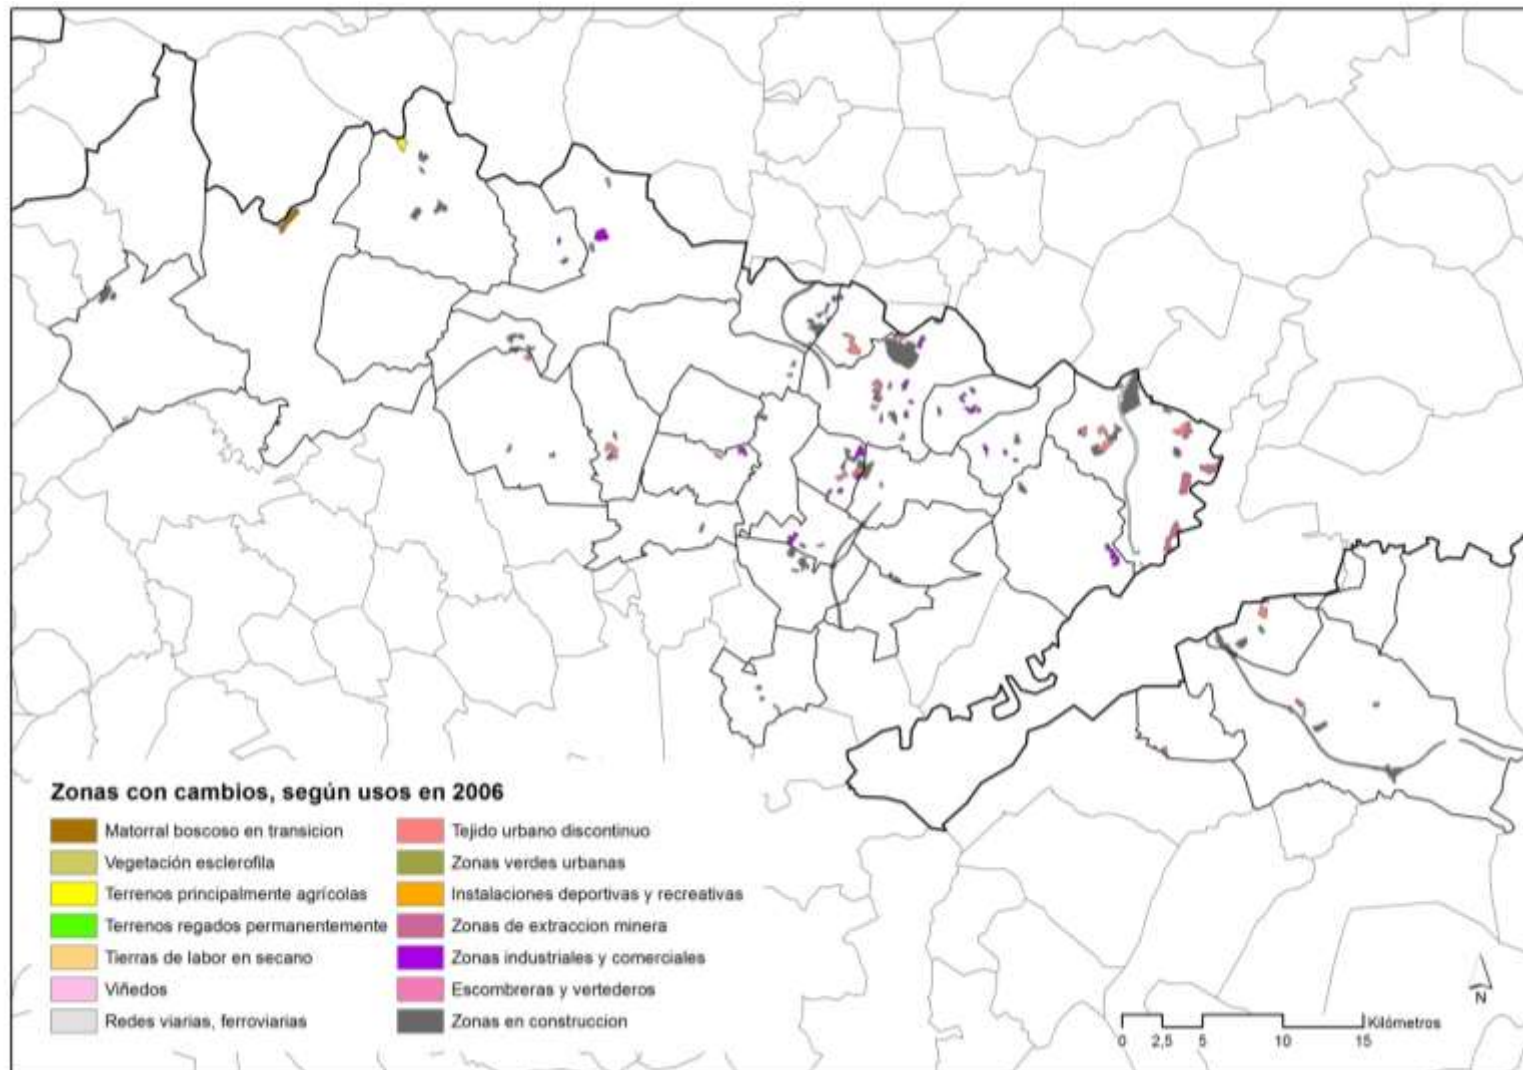 Zonas con cambios, según usos en 2006
Matorral boscoso en transicion
Vegetación esclerofila
Terrenos principalmente agrícolas
Terrenos regados permanentemente
Tierras de labor en secano
Viñedos
Redes viarias, ferroviarias
Tejido urbano discontinuo
Zonas verdes urbanas
Instalaciones deportivas y recreativas
Zonas de extraccion minera
Zonas industriales y comerciales
Escombreras y vertederos
Zonas en construccion
N
Kilómetros
0 2,5 5 10 15